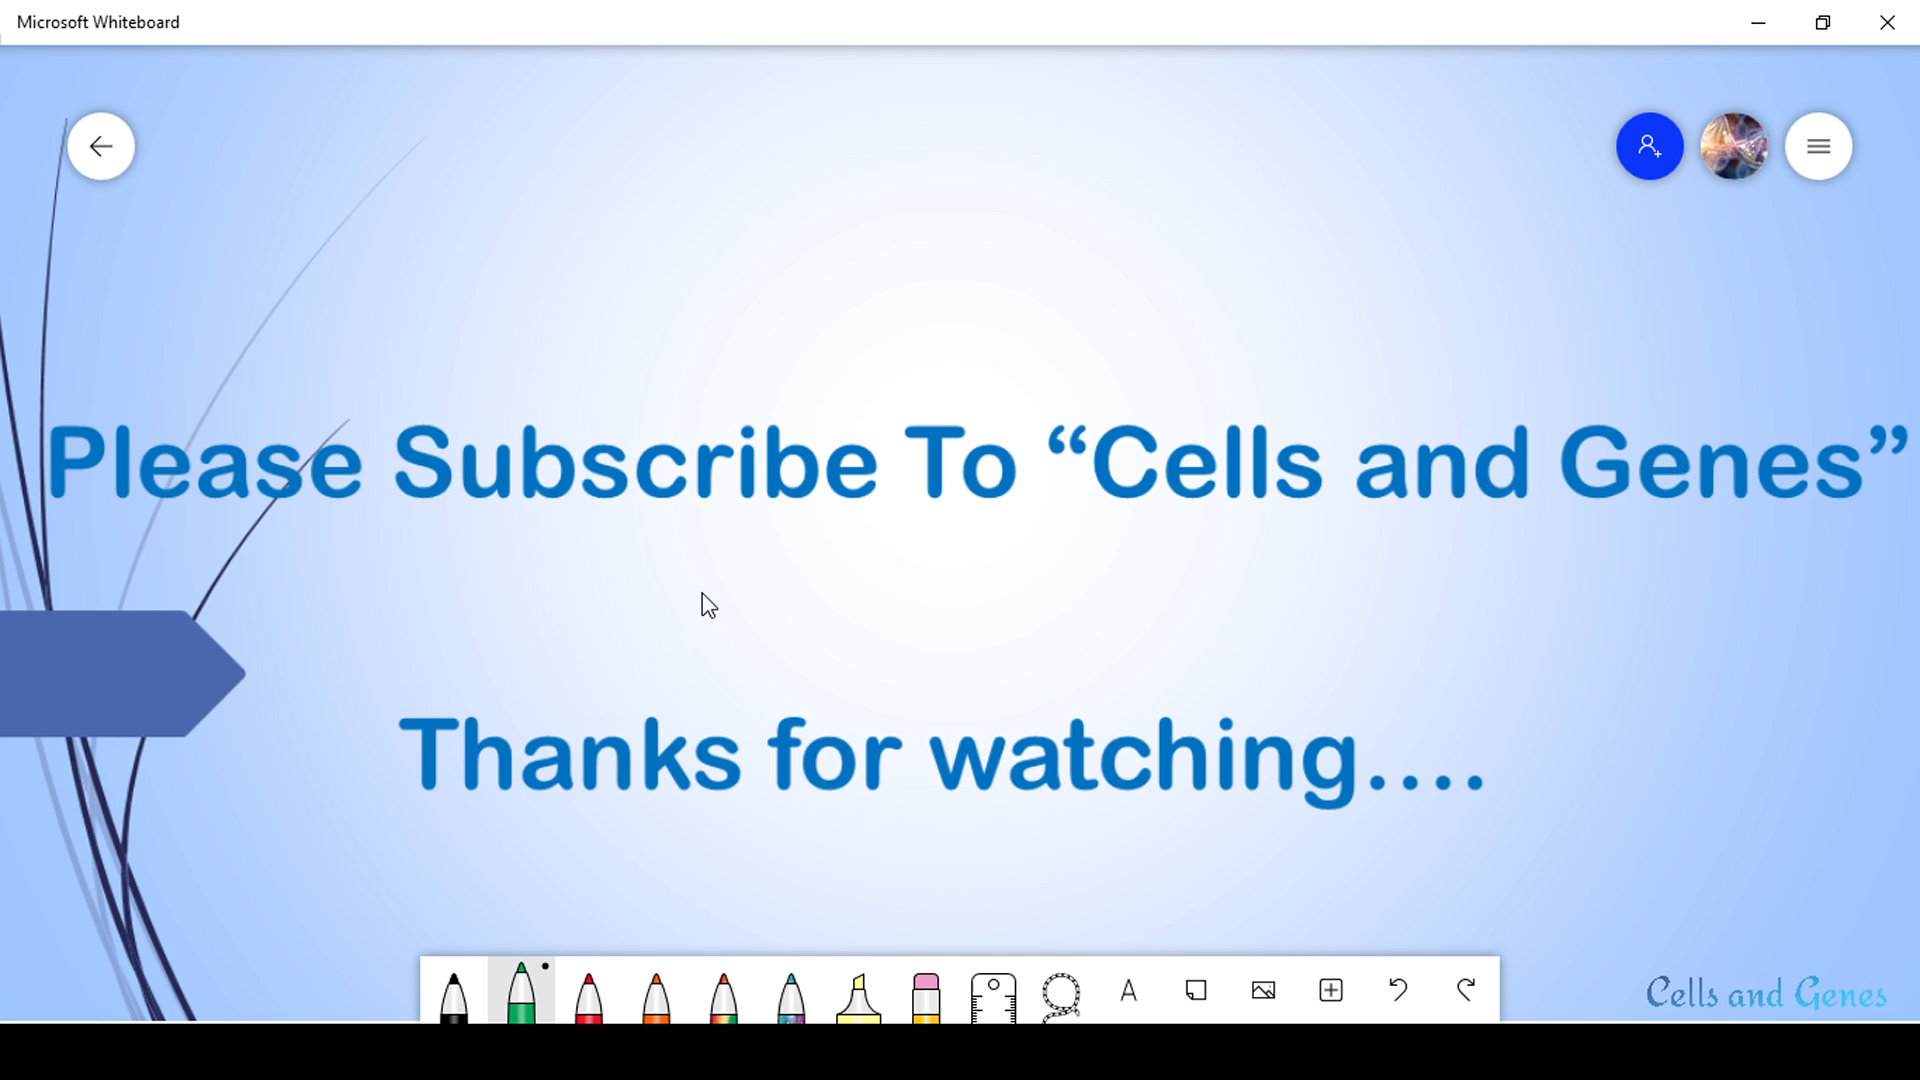 Microsoft Whiteboard
Please Subscribe To “Cells and Genes”
Thanks for watching....
Cells and Genes